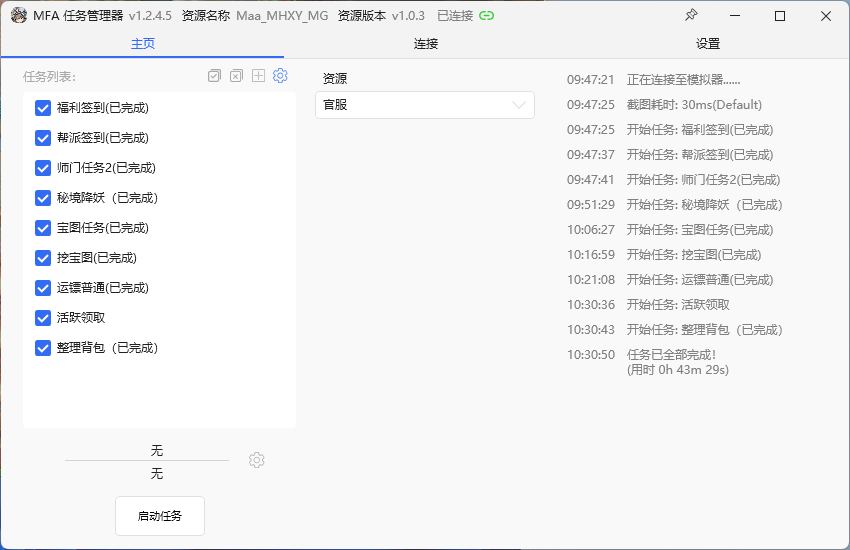 MFA 任务管理器 v1.2.4.5 资源名称 Maa_MHXY_MG 资源版本 v1.0.3 已连接
主页 连接 设置
任务列表:
福利签到(已完成)
帮派签到(已完成)
师门任务2(已完成)
秘境降妖（已完成）
宝图任务(已完成)
挖宝图(已完成)
运镖普通(已完成)
活跃领取
整理背包（已完成）
无
无
启动任务
资源
官服
09:47:21 正在连接至模拟器......
09:47:25 截图耗时: 30ms(Default)
09:47:25 开始任务: 福利签到(已完成)
09:47:37 开始任务: 帮派签到(已完成)
09:47:41 开始任务: 师门任务2(已完成)
09:51:29 开始任务: 秘境降妖（已完成）
10:06:27 开始任务: 宝图任务(已完成)
10:16:59 开始任务: 挖宝图(已完成)
10:21:08 开始任务: 运镖普通(已完成)
10:30:36 开始任务: 活跃领取
10:30:43 开始任务: 整理背包（已完成）
10:30:50 任务已全部完成!
(用时 0h 43m 29s)